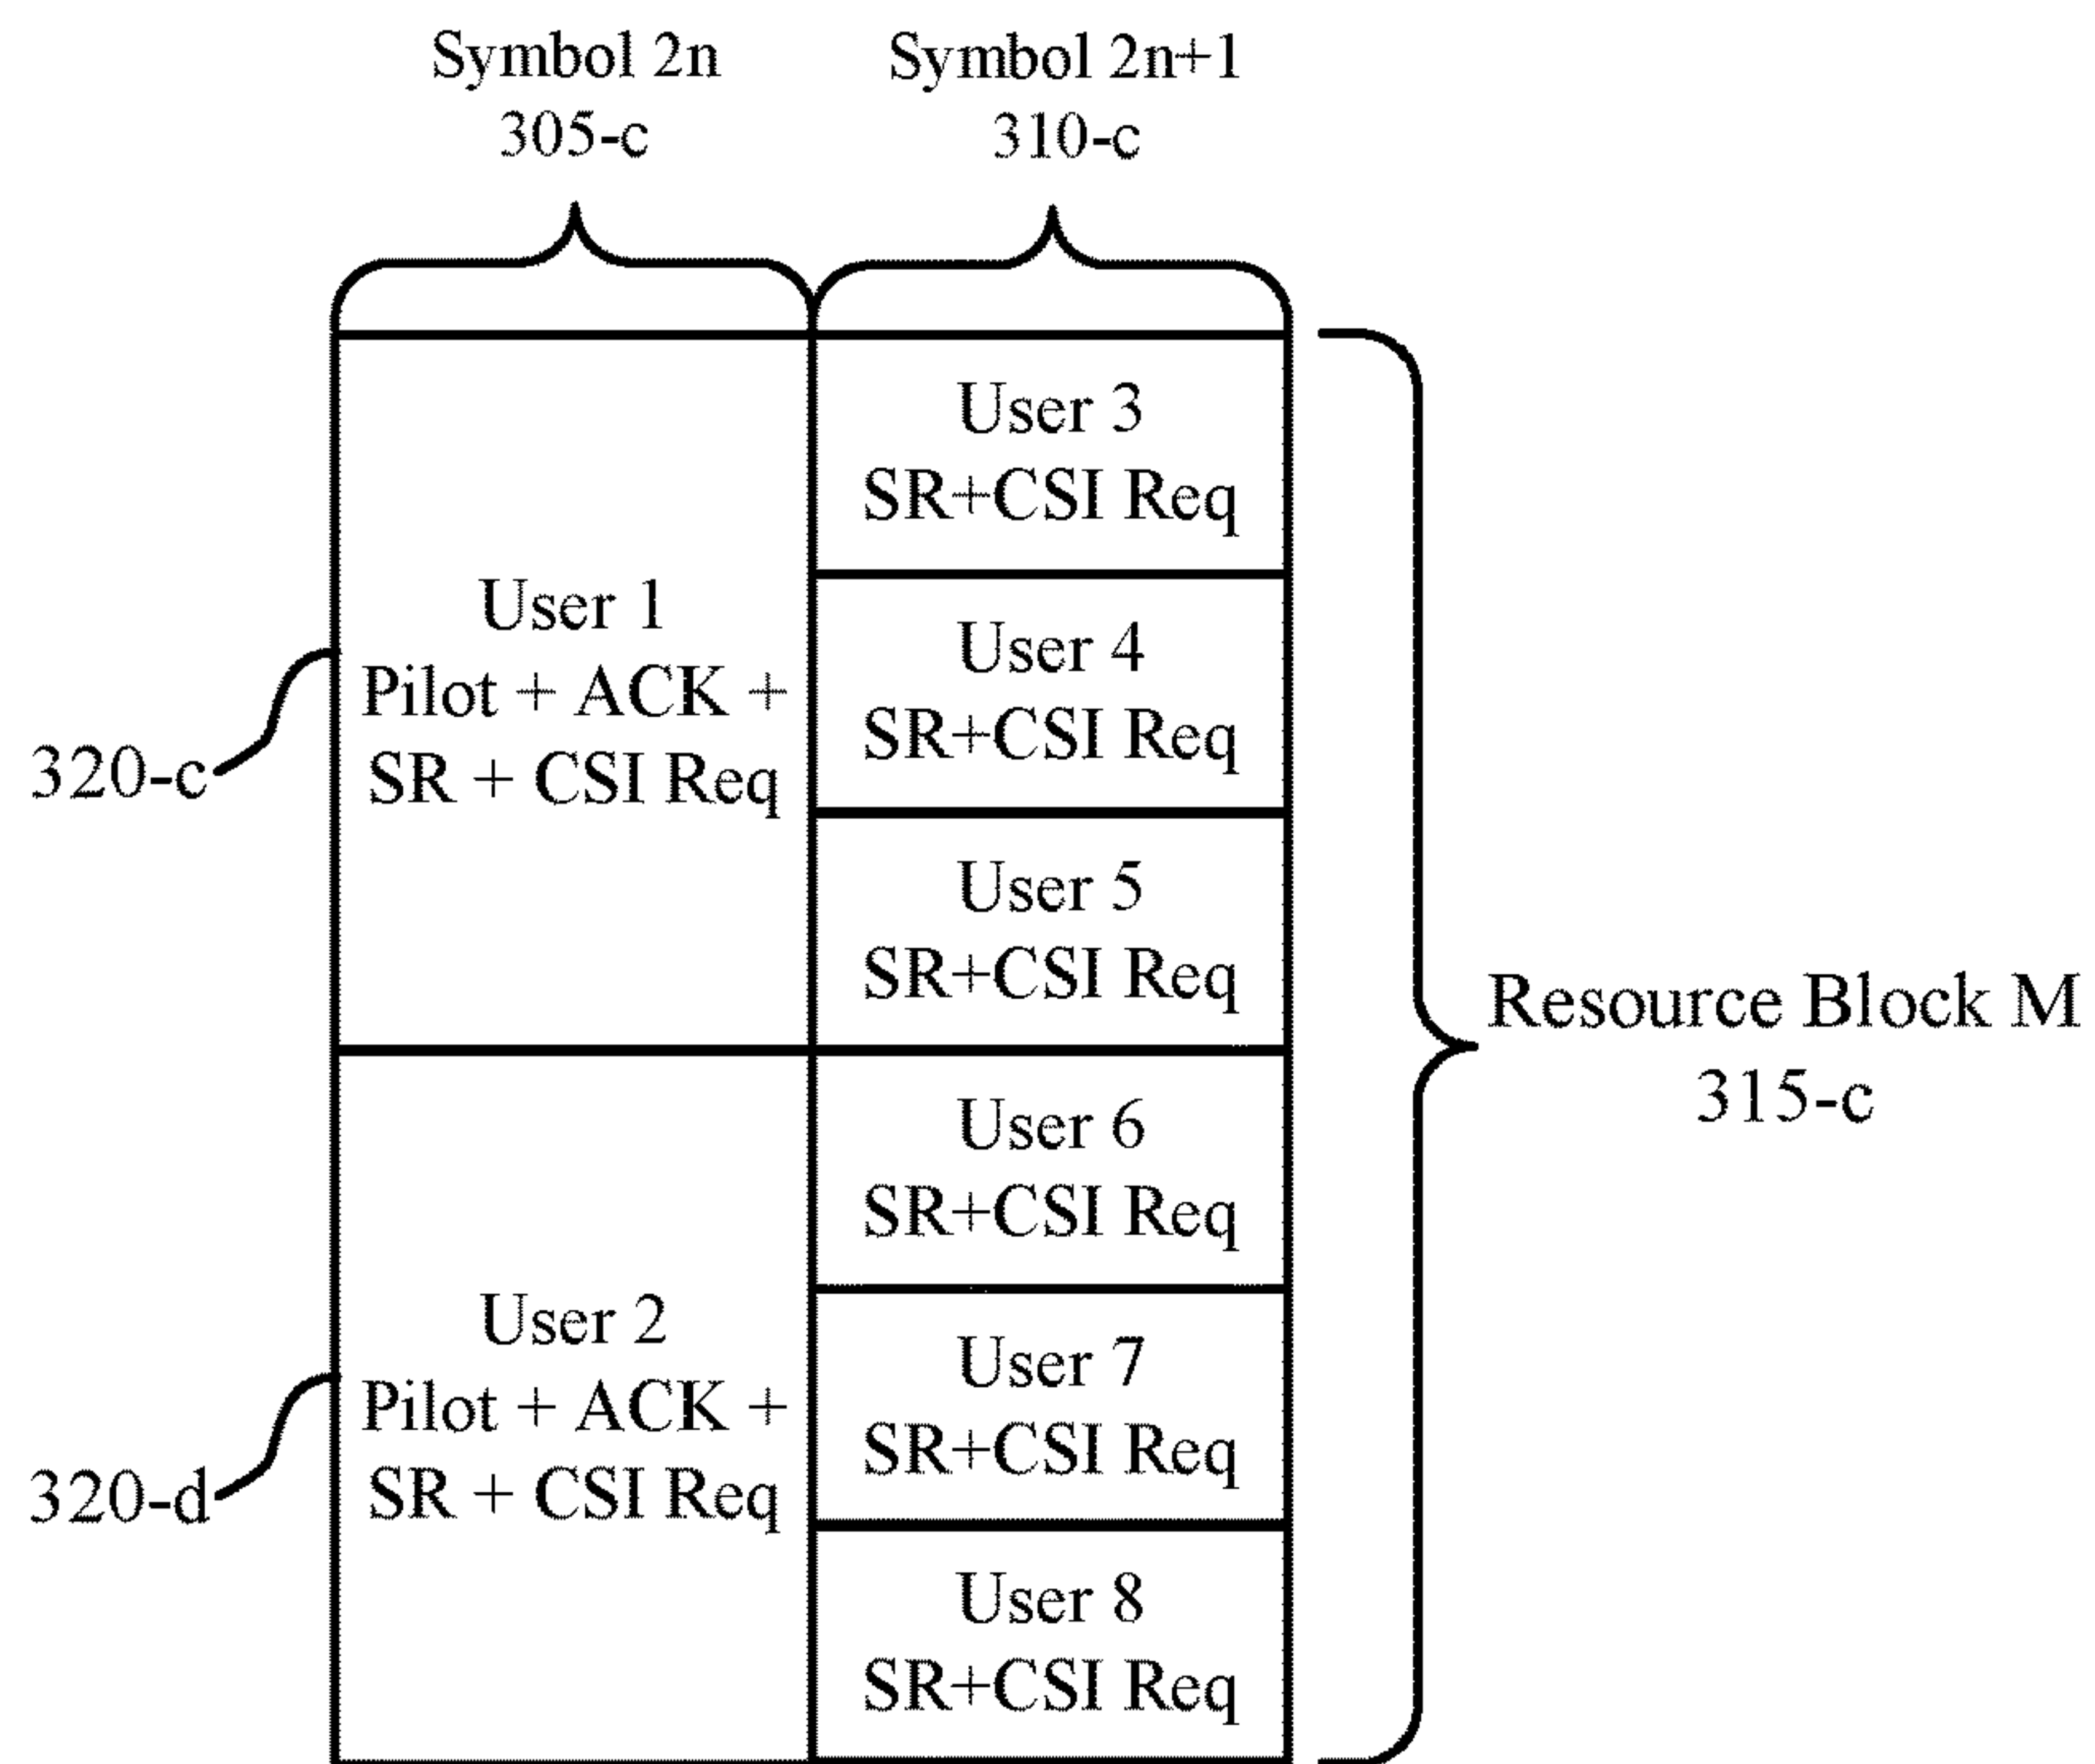 Symbol 2n
305-c
Symbol 2n+1
310-c
User 1
Pilot + ACK +
SR + CSI Req
320-c
User 2
Pilot + ACK +
SR + CSI Req
320-d
User 3
SR+CSI Req
User 4
SR+CSI Req
User 5
SR+CSI Req
User 6
SR+CSI Req
User 7
SR+CSI Req
User 8
SR+CSI Req
Resource Block M
315-c